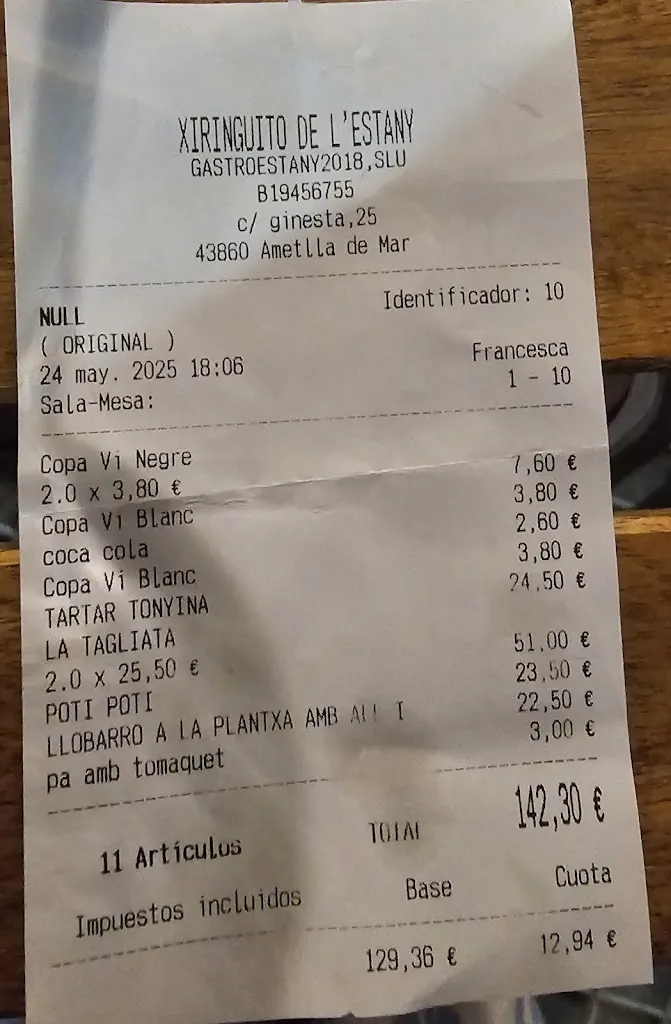 XIRINGUITO DE L'ESTANY
GASTROESTANY2018,SLU
B19456755
c/ ginesta,25
43860 Ametlla de Mar
NULL Identificador: 10
( ORIGINAL )
24 may. 2025 18:06 Francesca
Sala-Mesa: 1 - 10
Copa Vi Negre 7,60 €
2.0 x 3,80 €
Copa Vi Blanc 3,80 €
coca cola 2,60 €
Copa Vi Blanc 3,80 €
TARTAR TONYINA 24,50 €
LA TAGLIATA 51,00 €
2.0 x 25,50 €
POTI POTI 23,50 €
LLOBARRO A LA PLANTXA AMB ALL I 22,50 €
pa amb tomaquet 3,00 €
11 Artículos TOTAL 142,30 €
Impuestos incluidos Base Cuota
129,36 € 12,94 €